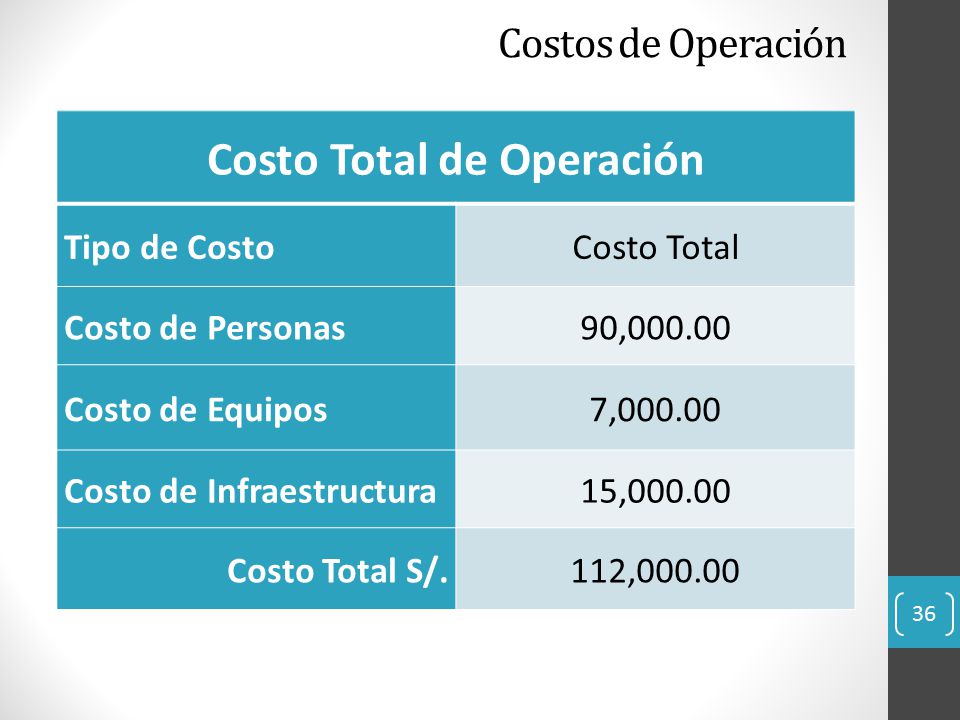 Costos de Operación
Costo Total de Operación
Tipo de Costo Costo Total
Costo de Personas 90,000.00
Costo de Equipos 7,000.00
Costo de Infraestructura 15,000.00
Costo Total S/. 112,000.00
36